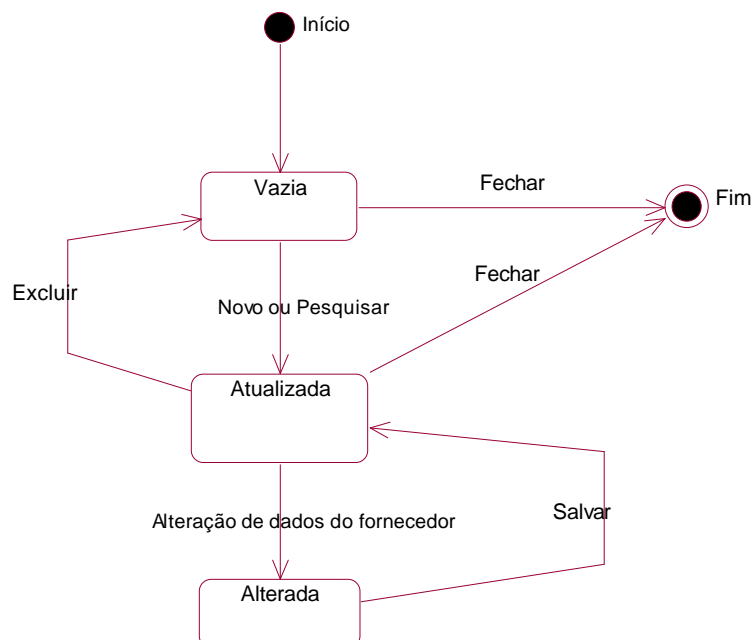 Início
Vazia
Fechar
Fim
Fechar
Excluir
Novo ou Pesquisar
Atualizada
Alteração de dados do fornecedor
Salvar
Alterada